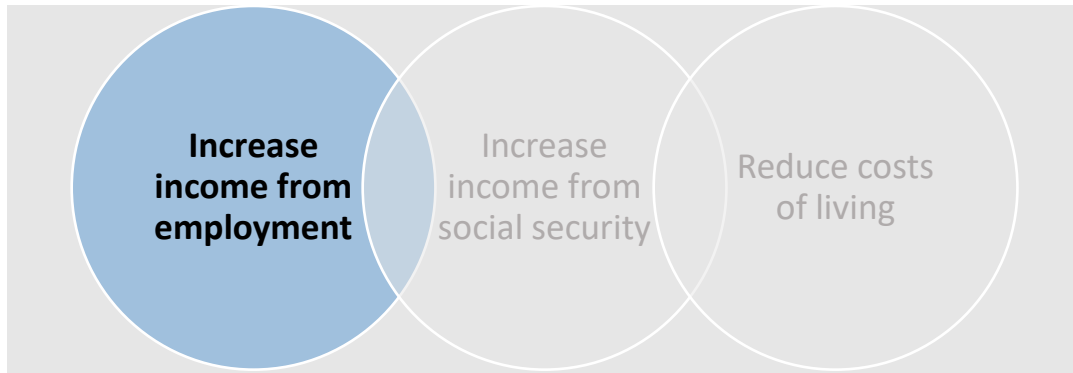 Increase
income from
employment
Increase
income from
social security
Reduce costs
of living